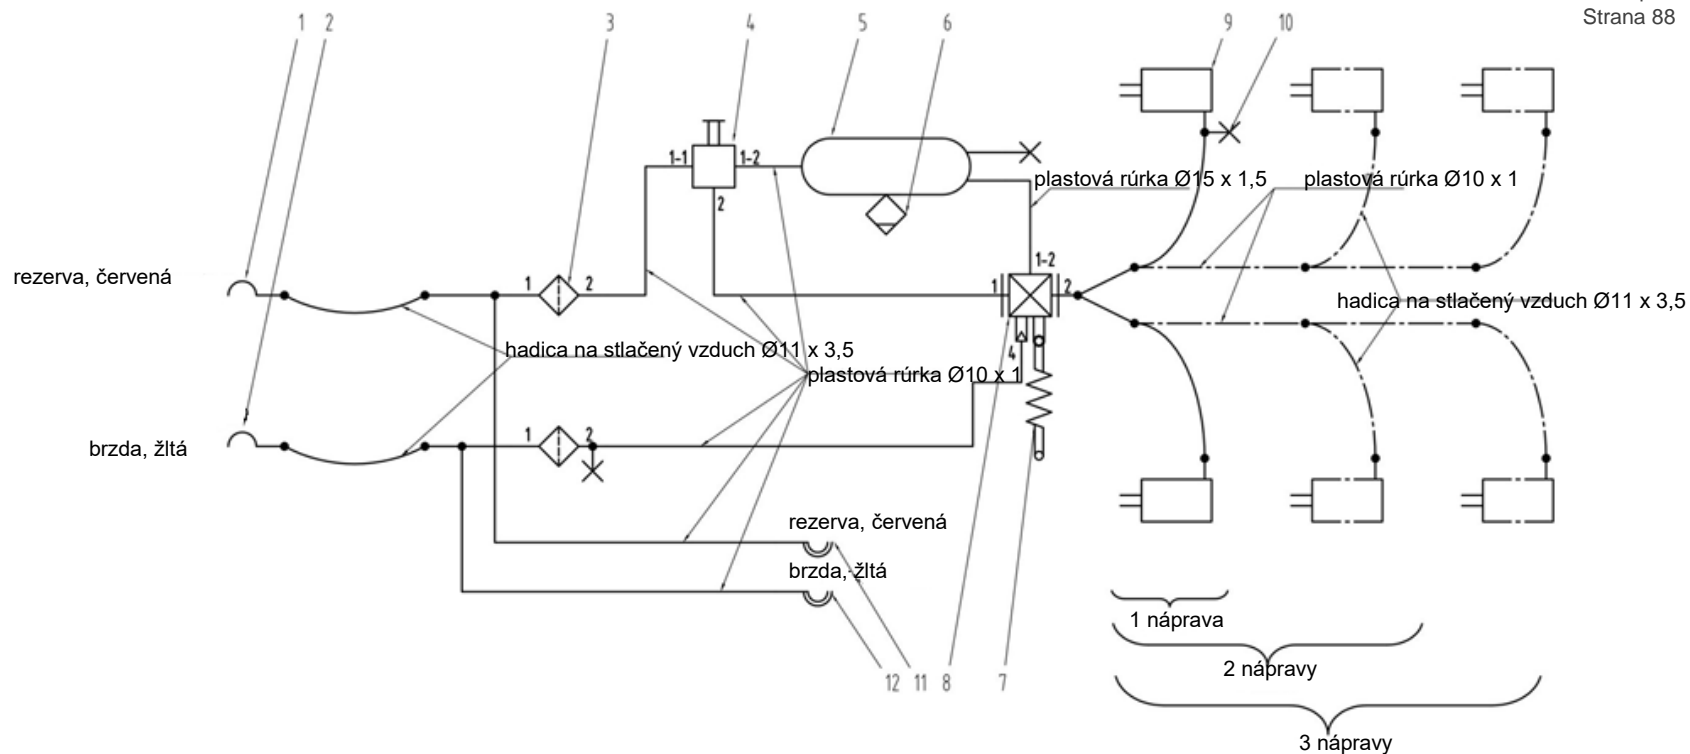 Strana 88
1 2 3 4 5 6 9 10
1-1 1-2
2
plastová rúrka Ø15 x 1,5 plastová rúrka Ø10 x 1
1-2
rezerva, červená
1 2
1 2
hadica na stlačený vzduch Ø11 x 3,5
hadica na stlačený vzduch Ø11 x 3,5
4
plastová rúrka Ø10 x 1
brzda, žltá
1 2
rezerva, červená
brzda, žltá
1 náprava
2 nápravy
12 11 8 7
3 nápravy